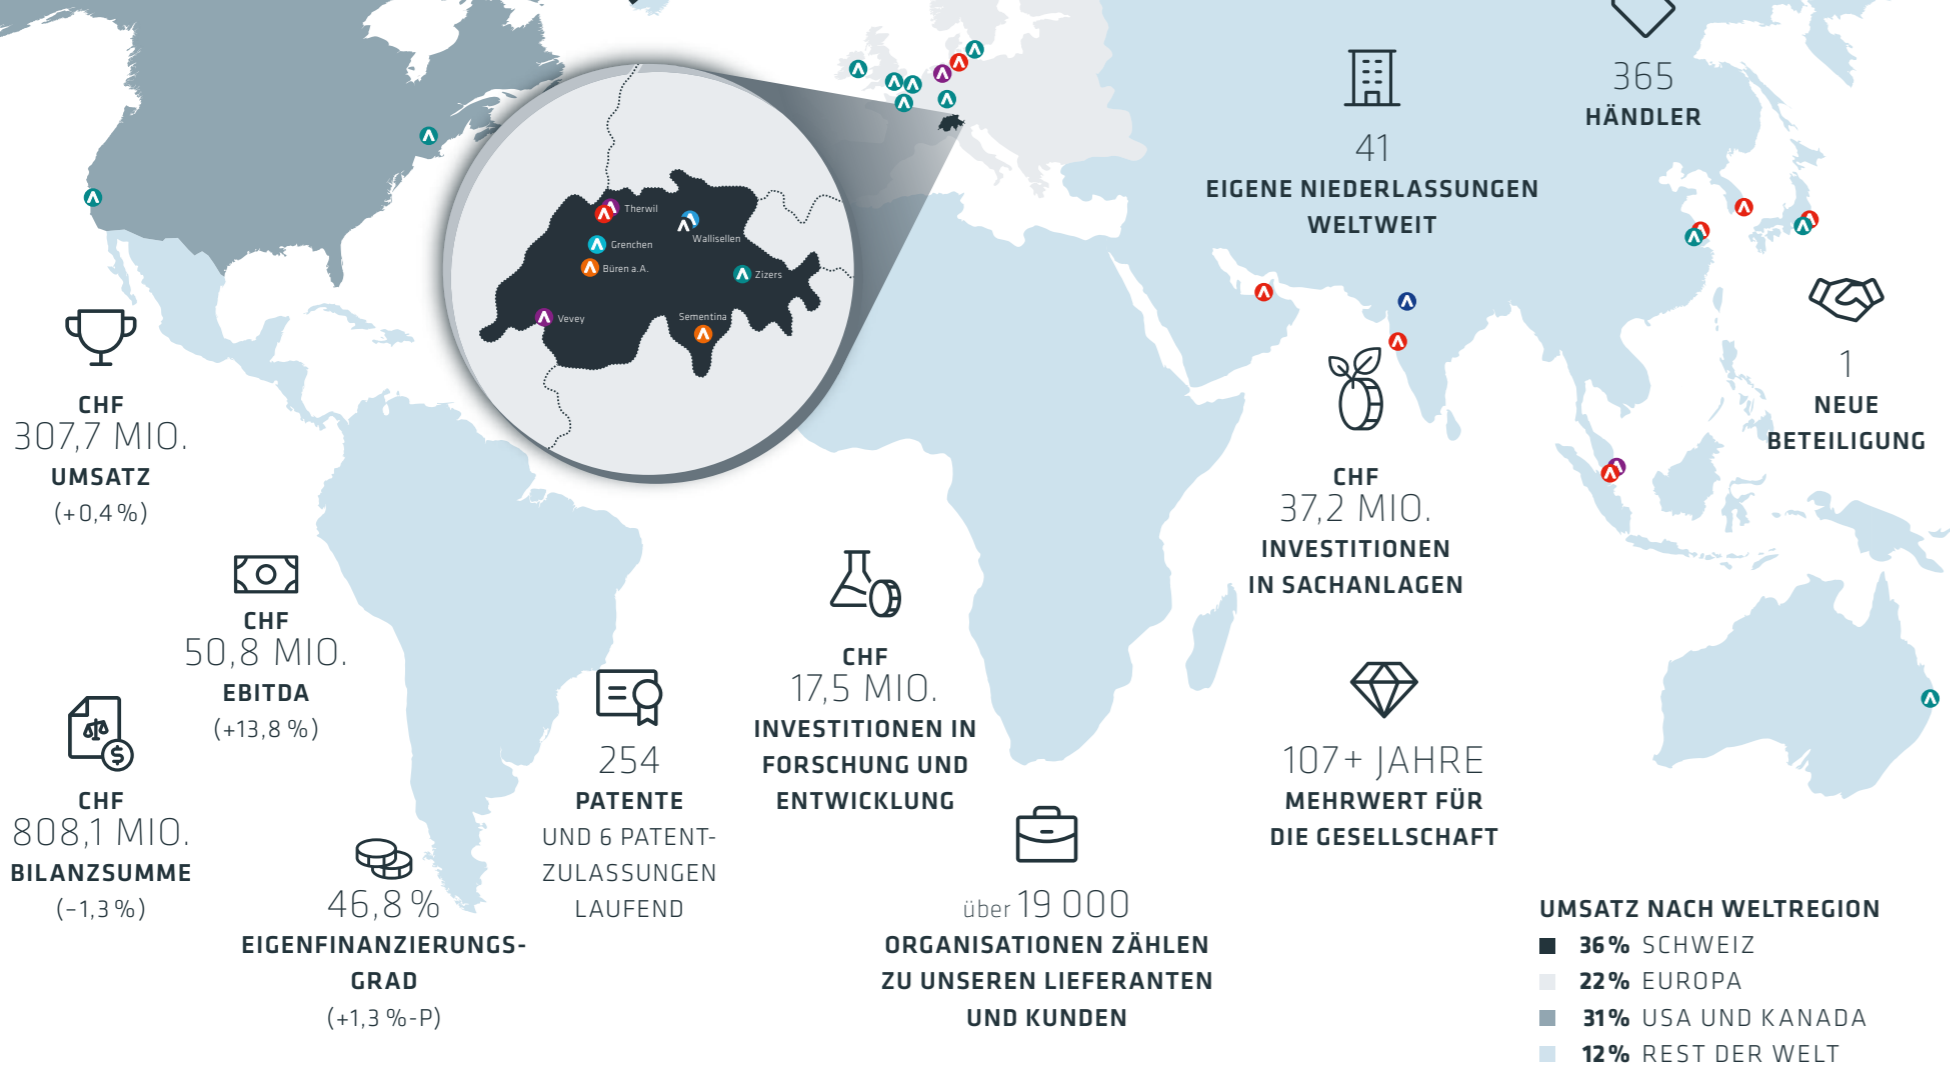 365
HÄNDLER
41
EIGENE NIEDERLASSUNGEN
WELTWEIT
Therwil
Wallisellen
Grenchen
Büren a.A.
Zizers
Vevey
Sementina
CHF
307,7 MIO.
UMSATZ
(+0,4 %)
1
NEUE
BETEILIGUNG
CHF
37,2 MIO.
INVESTITIONEN
IN SACHANLAGEN
CHF
50,8 MIO.
EBITDA
(+13,8 %)
CHF
17,5 MIO.
INVESTITIONEN IN
FORSCHUNG UND
ENTWICKLUNG
254
PATENTE
UND 6 PATENT-
ZULASSUNGEN
LAUFEND
107+ JAHRE
MEHRWERT FÜR
DIE GESELLSCHAFT
$
CHF
808,1 MIO.
BILANZSUMME
(−1,3 %)
46,8 %
EIGENFINANZIERUNGS-
GRAD
(+1,3 %-P)
über 19 000
ORGANISATIONEN ZÄHLEN
ZU UNSEREN LIEFERANTEN
UND KUNDEN
UMSATZ NACH WELTREGION
36% SCHWEIZ
22% EUROPA
31% USA UND KANADA
12% REST DER WELT